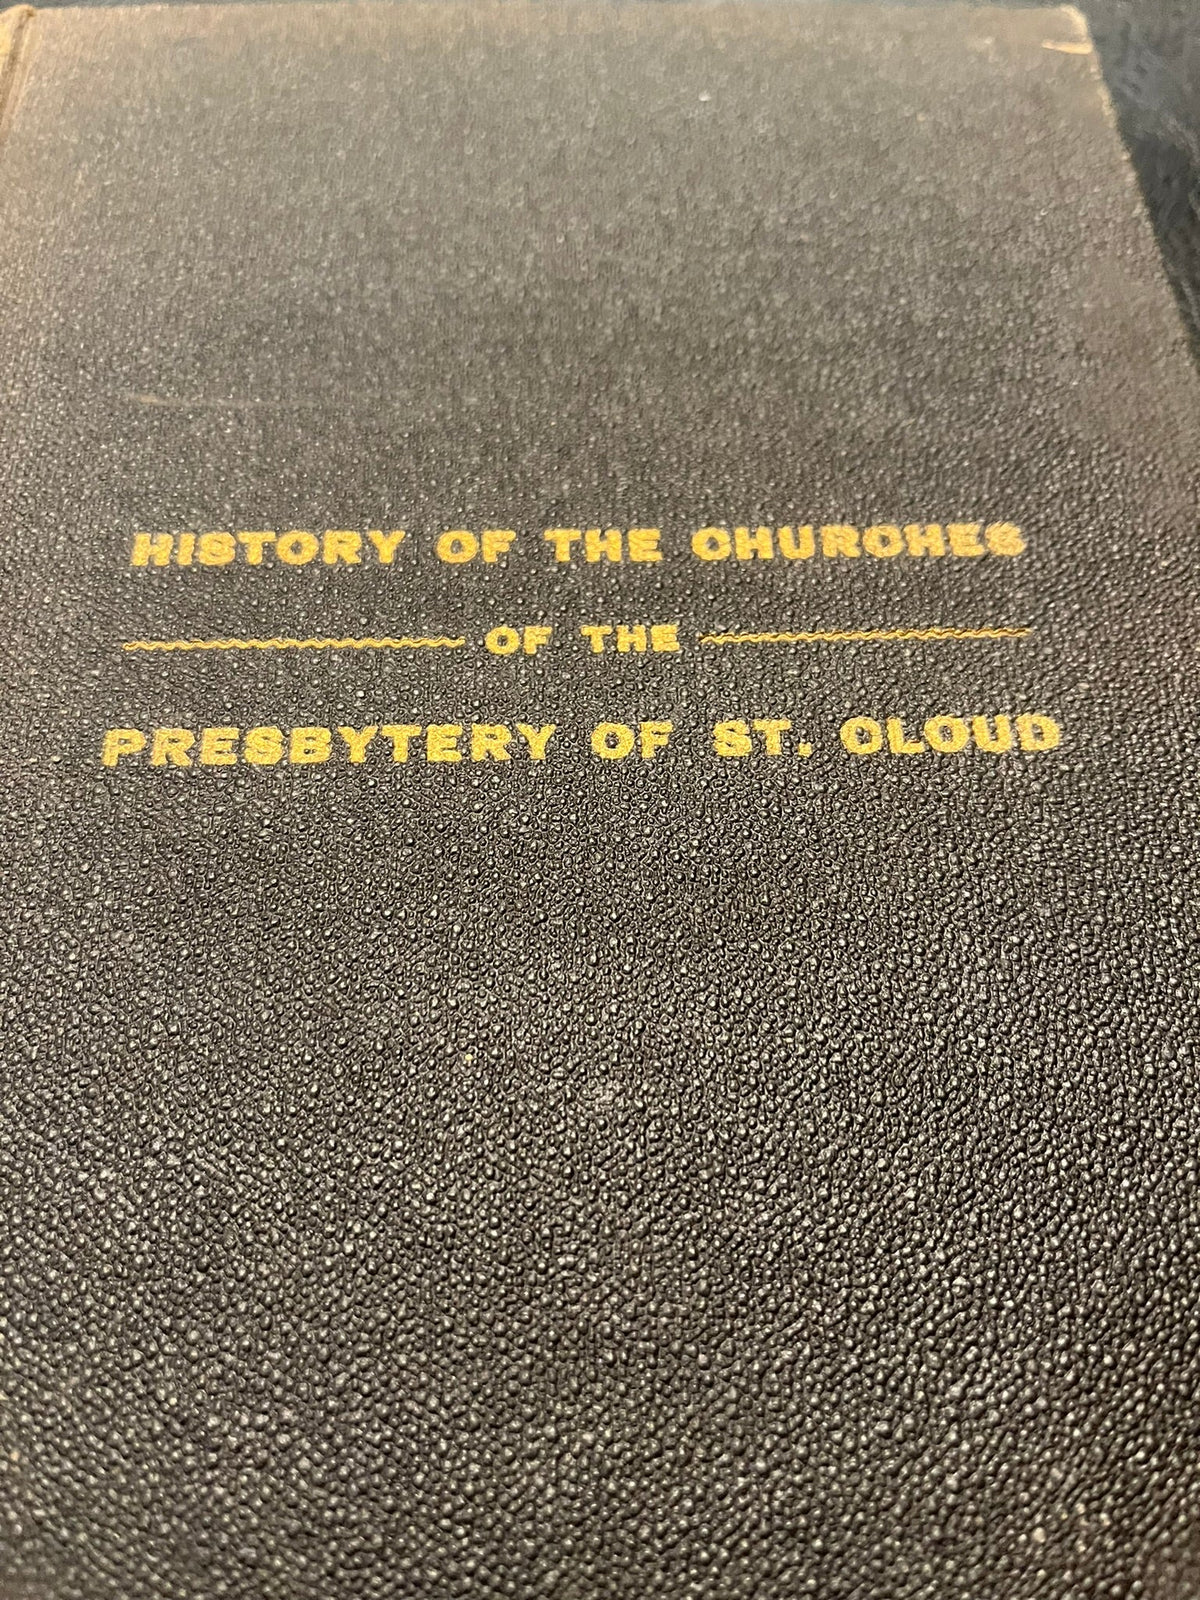 HISTORY OF THE CHURCHES
OF THE
PRESBYTERY OF ST. CLOUD